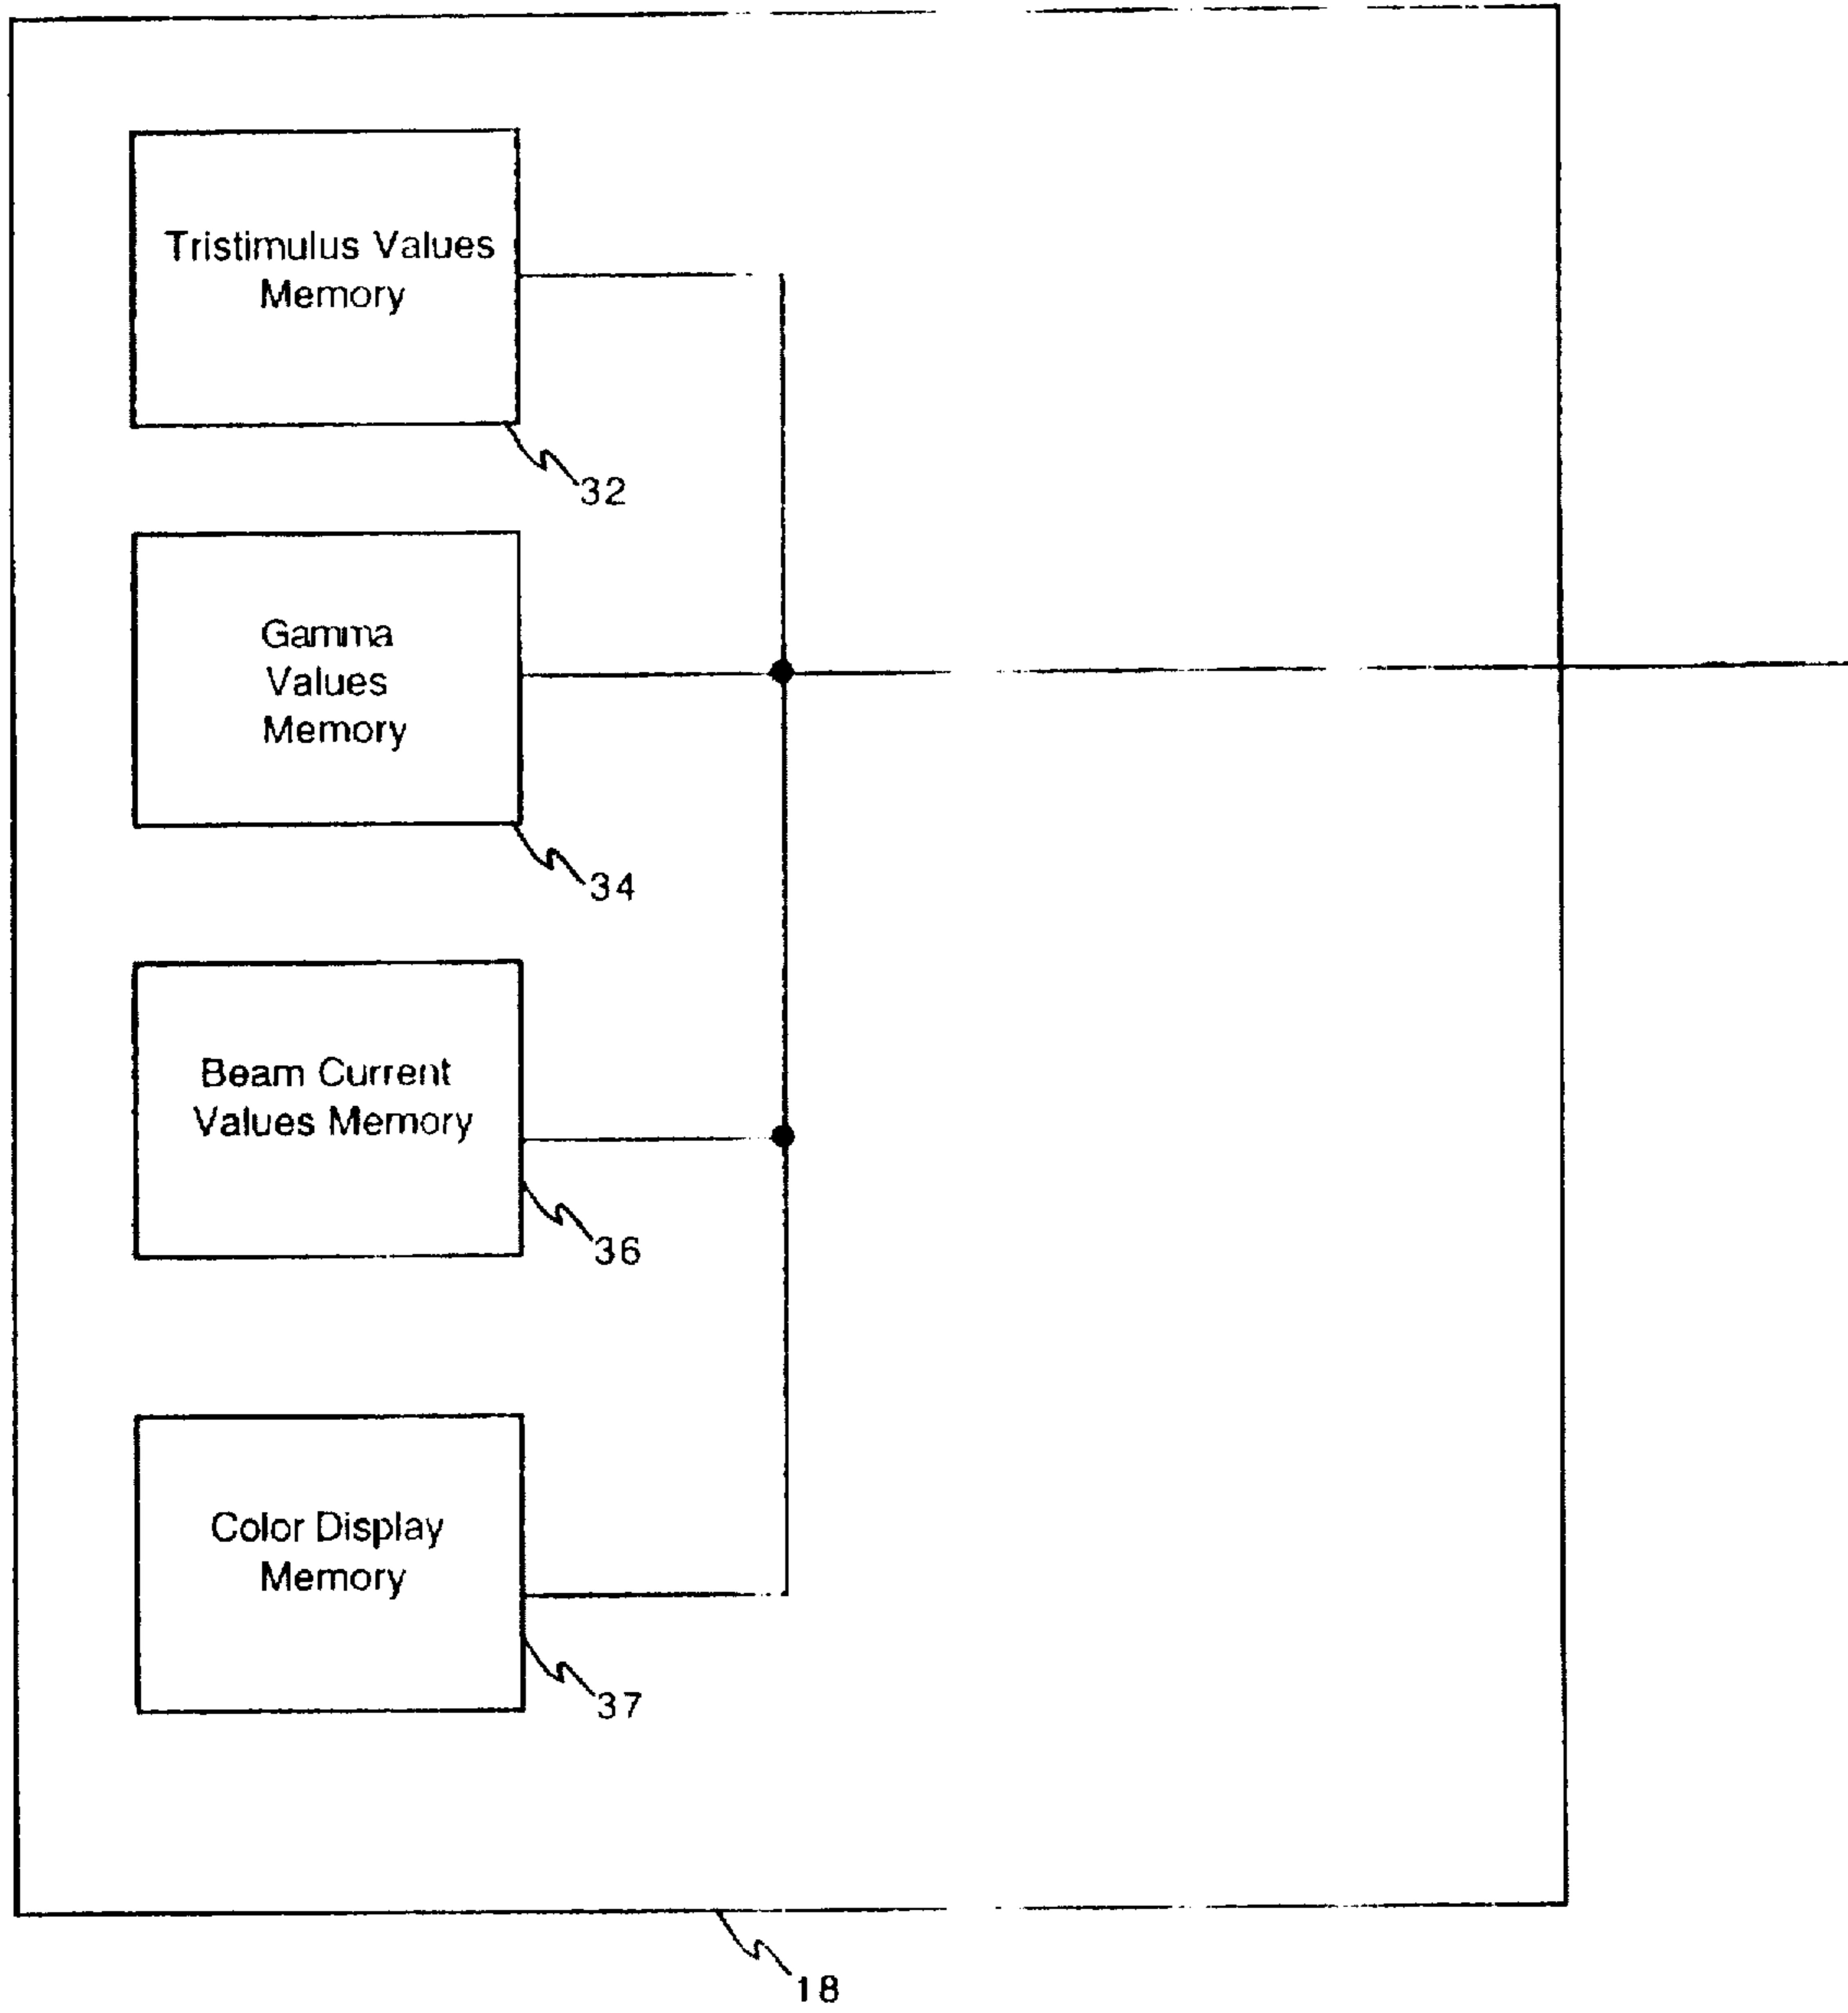 Tristimulus Values
Memory
32
Gamma
Values
Memory
34
Beam Current
Values Memory
36
Color Display
Memory
37
18